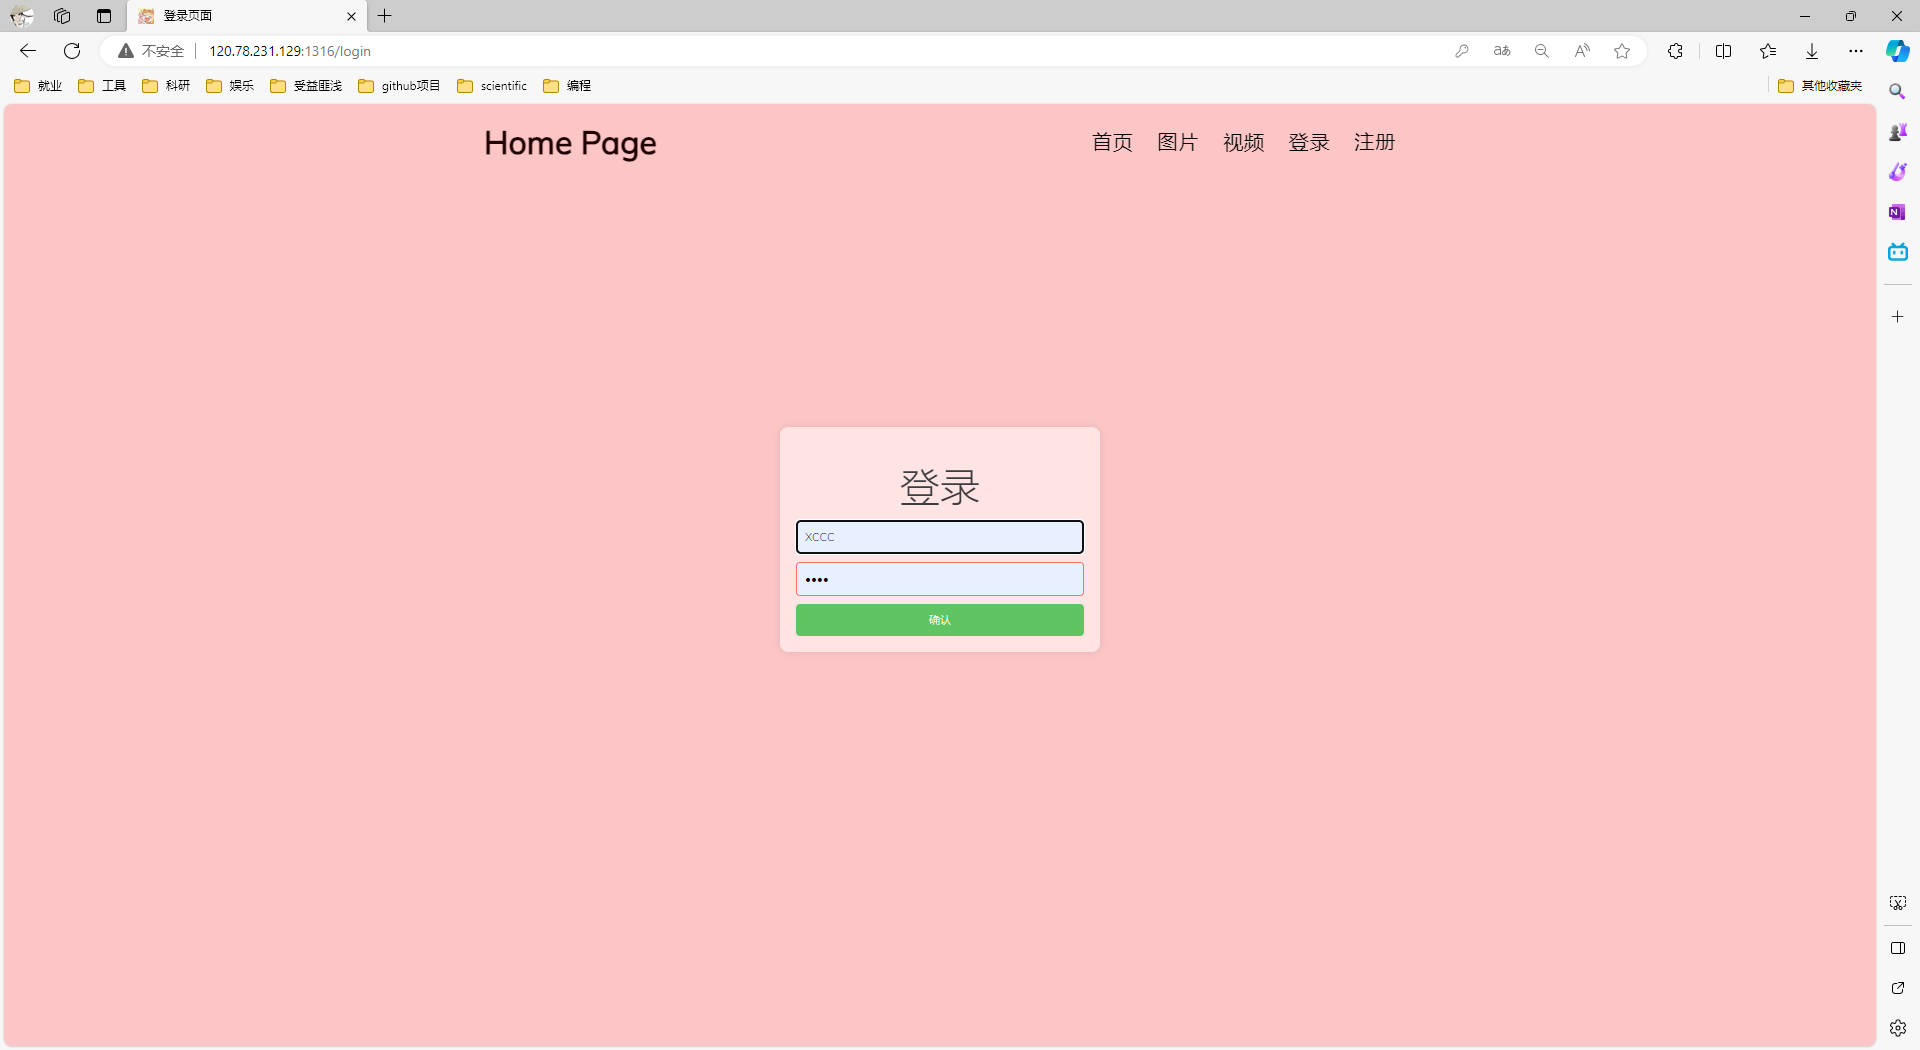 登录页面
不安全 120.78.231.129:1316/login
就业 工具 科研 娱乐 受益匪浅 github项目 scientific 编程 其他收藏夹
Home Page 首页 图片 视频 登录 注册
登录
XCCC
••••
确认